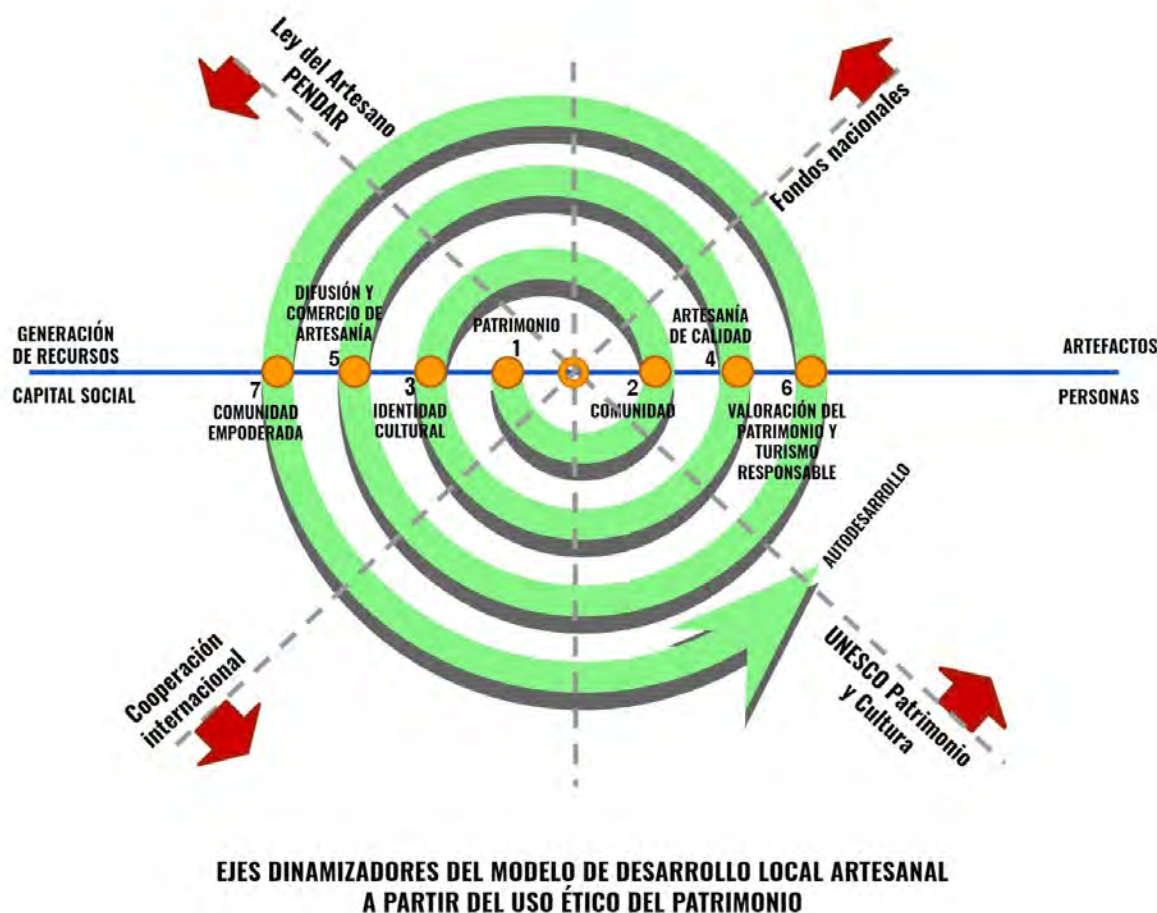 Ley del Artesano
PENDAR
Fondos nacionales
DIFUSIÓN Y
COMERCIO DE
ARTESANÍA
5
PATRIMONIO
1
ARTESANÍA
DE CALIDAD
4
GENERACIÓN
DE RECURSOS
CAPITAL SOCIAL
ARTEFACTOS
PERSONAS
7
COMUNIDAD
EMPODERADA
3
IDENTIDAD
CULTURAL
2
COMUNIDAD
6
VALORACIÓN DEL
PATRIMONIO Y
TURISMO
RESPONSABLE
AUTODESARROLLO
Cooperación
internacional
UNESCO Patrimonio
y Cultura
EJES DINAMIZADORES DEL MODELO DE DESARROLLO LOCAL ARTESANAL
A PARTIR DEL USO ÉTICO DEL PATRIMONIO